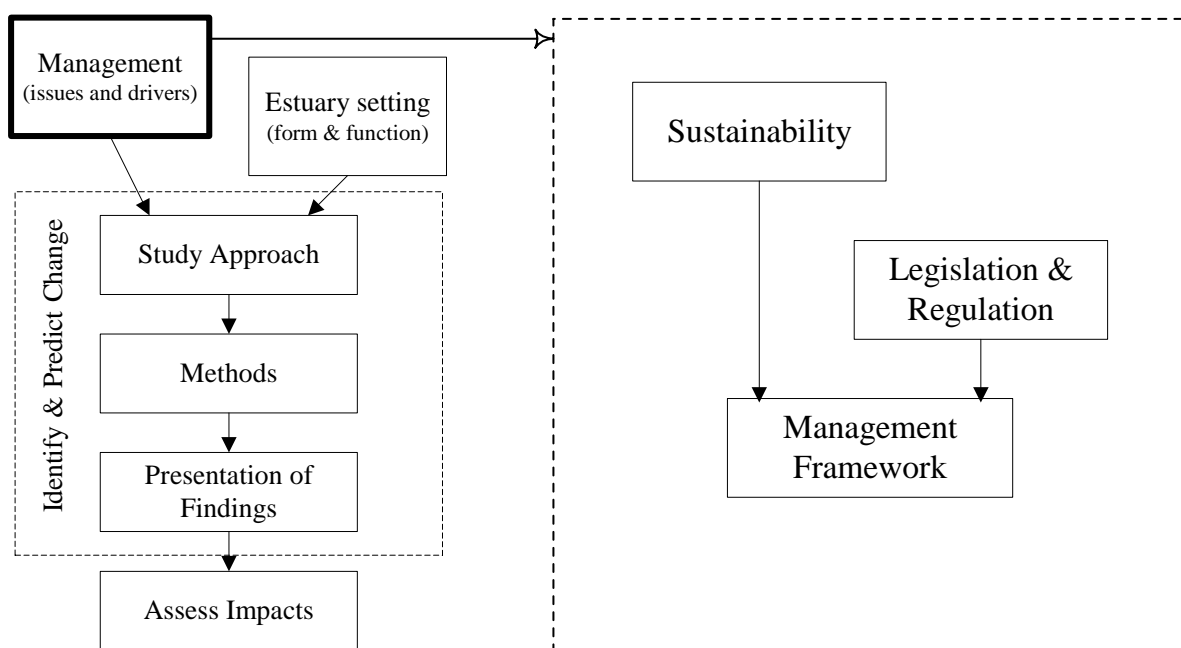 Management
(issues and drivers)
Estuary setting
(form & function)
Identify & Predict Change
Study Approach
Methods
Presentation of
Findings
Assess Impacts
Sustainability
Legislation &
Regulation
Management
Framework